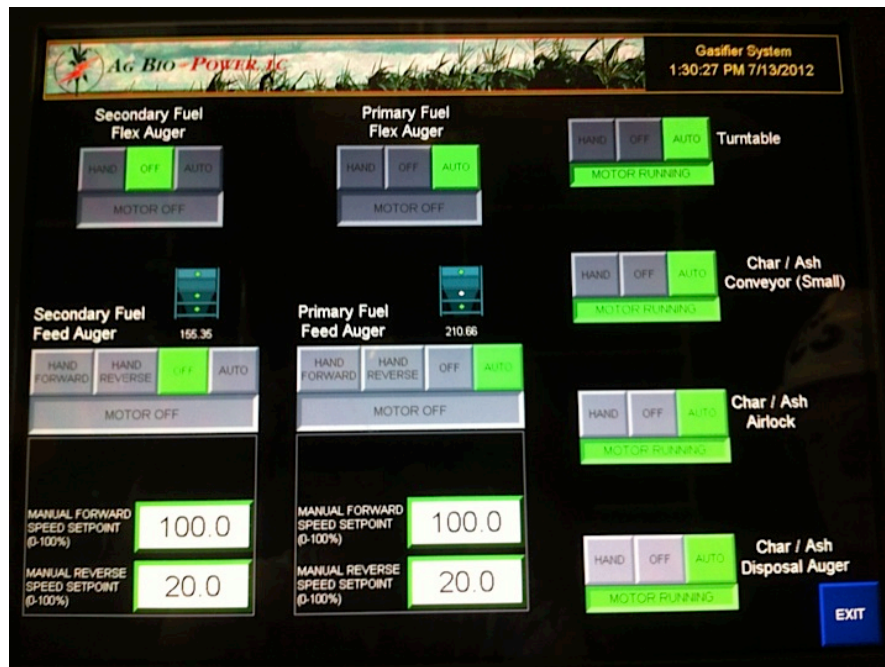 AG BIO-POWER, LC
Gasifier System
1:30:27 PM 7/13/2012
Secondary Fuel
Flex Auger
HAND OFF AUTO
MOTOR OFF
Primary Fuel
Flex Auger
HAND OFF AUTO
MOTOR OFF
HAND OFF AUTO
MOTOR RUNNING
Turntable
HAND OFF AUTO
MOTOR RUNNING
Char / Ash
Conveyor (Small)
Secondary Fuel
Feed Auger
155.35
HAND FORWARD
HAND REVERSE
OFF
AUTO
MOTOR OFF
Primary Fuel
Feed Auger
210.66
HAND FORWARD
HAND REVERSE
OFF
AUTO
MOTOR OFF
HAND OFF AUTO
MOTOR RUNNING
Char / Ash
Airlock
MANUAL FORWARD
SPEED SETPOINT
(0-100%)
100.0
MANUAL REVERSE
SPEED SETPOINT
(0-100%)
20.0
MANUAL FORWARD
SPEED SETPOINT
(0-100%)
100.0
MANUAL REVERSE
SPEED SETPOINT
(0-100%)
20.0
HAND OFF AUTO
MOTOR RUNNING
Char / Ash
Disposal Auger
EXIT